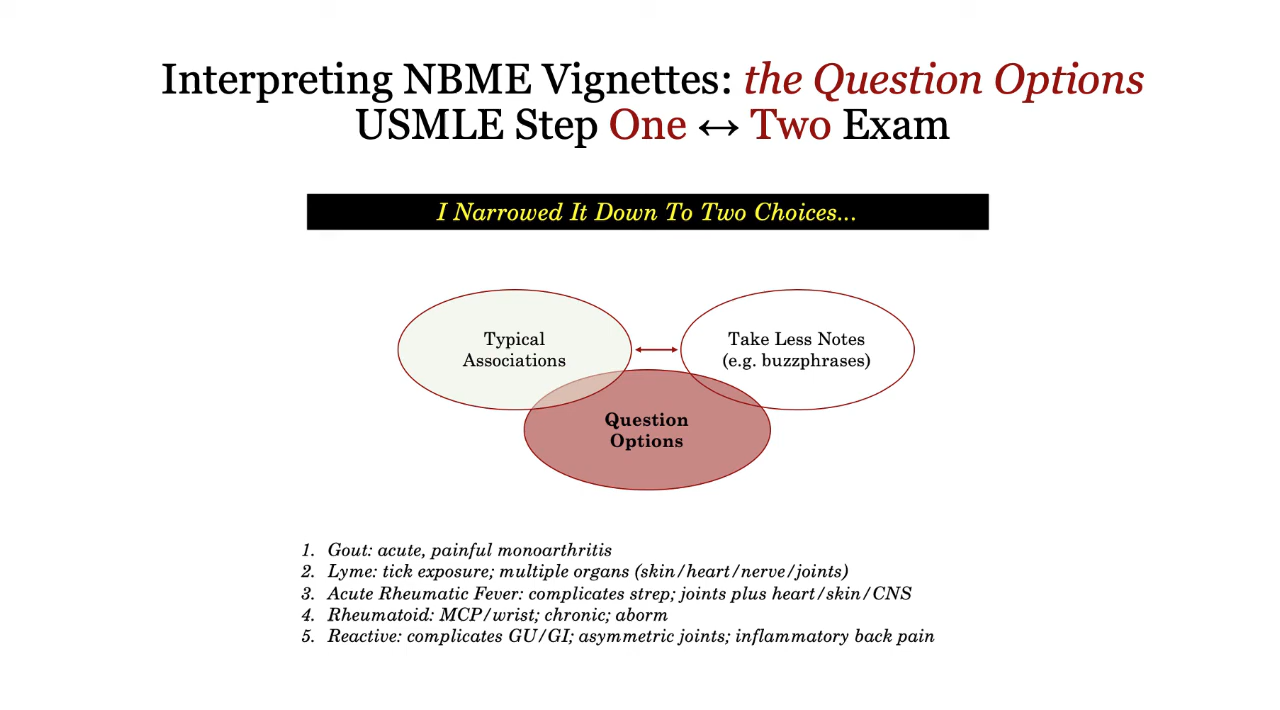 Interpreting NBME Vignettes: the Question Options
USMLE Step One ↔ Two Exam
I Narrowed It Down To Two Choices...
Typical
Associations
Take Less Notes
(e.g. buzzphrases)
Question
Options
1. Gout: acute, painful monoarthritis
2. Lyme: tick exposure; multiple organs (skin/heart/nerve/joints)
3. Acute Rheumatic Fever: complicates strep; joints plus heart/skin/CNS
4. Rheumatoid: MCP/wrist; chronic; aborm
5. Reactive: complicates GU/GI; asymmetric joints; inflammatory back pain